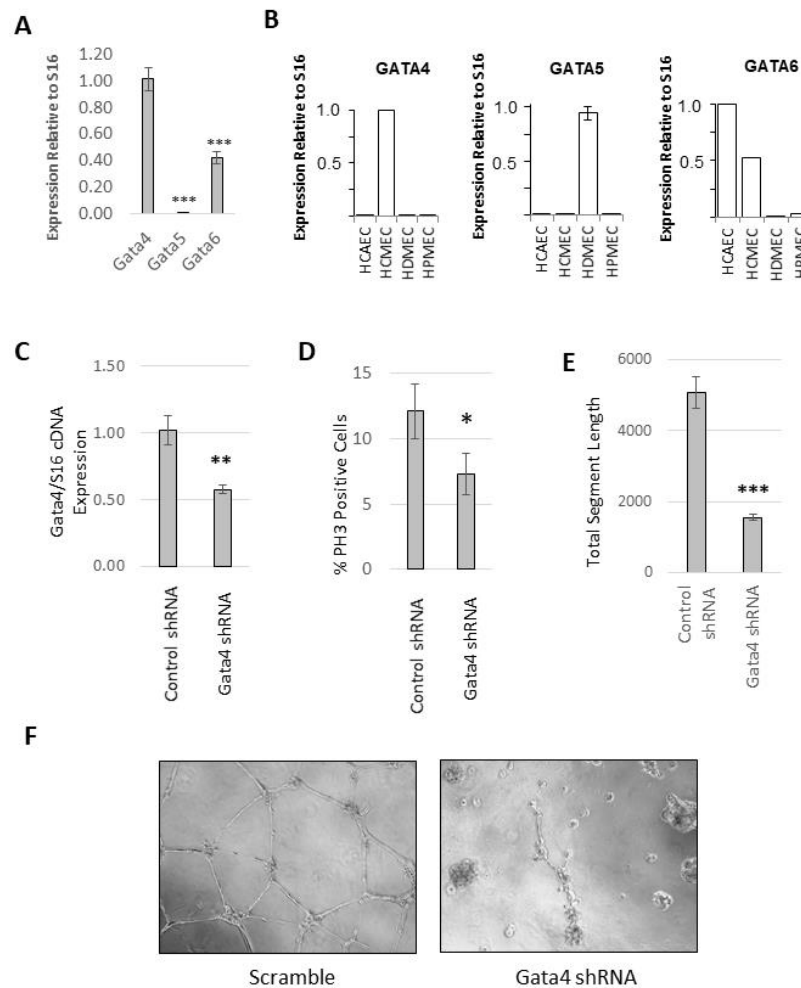 A
Expression Relative to S16
1.20
1.00
0.80
0.60
0.40
0.20
0.00
***
***
Gata4
Gata5
Gata6
B
Expression Relative to S16
GATA4
1.0
0.5
HCAEC
HCMEC
HDMEC
HPMEC
Expression Relative to S16
GATA5
1.0
0.5
HCAEC
HCMEC
HDMEC
HPMEC
Expression Relative to S16
GATA6
1.0
0.5
HCAEC
HCMEC
HDMEC
HPMEC
C
Gata4/S16 cDNA
Expression
1.50
1.00
0.50
0.00
**
Control shRNA
Gata4 shRNA
D
% PH3 Positive Cells
15
10
5
0
*
Control shRNA
Gata4 shRNA
E
Total Segment Length
6000
4000
2000
0
***
Control
shRNA
Gata4 shRNA
F
Scramble
Gata4 shRNA